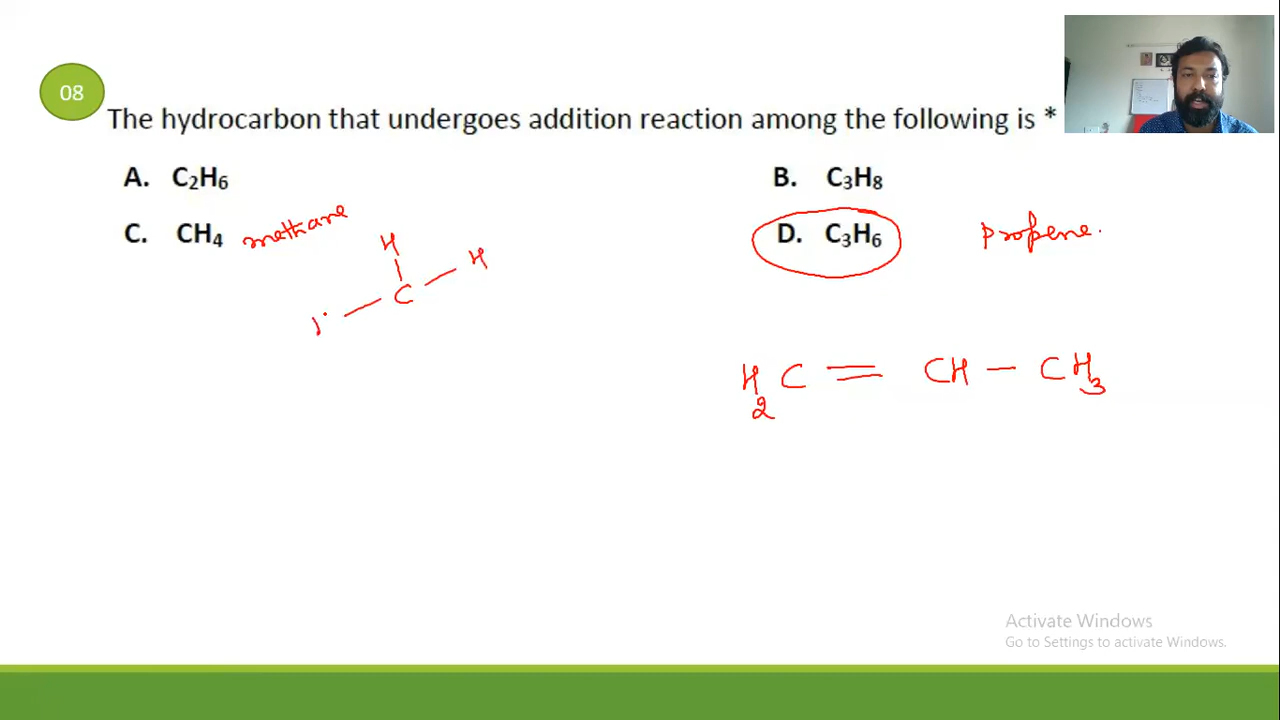 08
The hydrocarbon that undergoes addition reaction among the following is *
A. C₂H₆
B. C₃H₈
C. CH₄ methane
D. C₃H₆ propene.
H
H
C
H₂C = CH — CH₃
Activate Windows
Go to Settings to activate Windows.